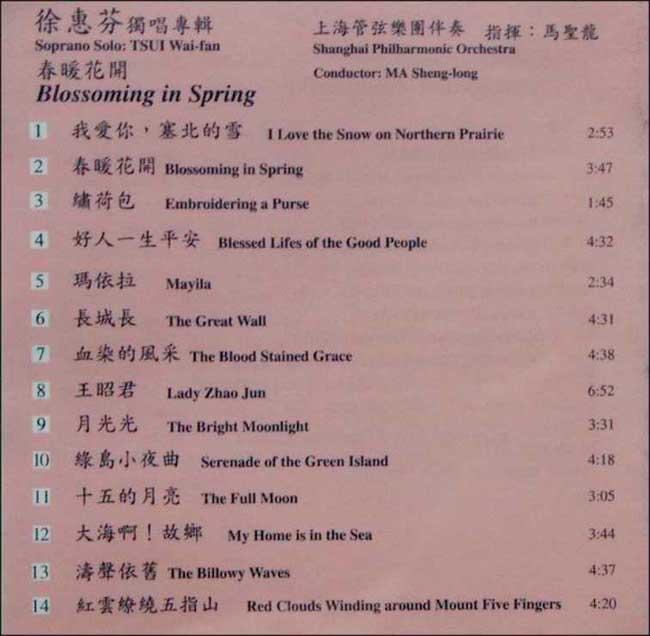 徐惠芬獨唱專輯
Soprano Solo: TSUI Wai-fan
上海管弦樂團伴奏 指揮：馬聖龍
Shanghai Philharmonic Orchestra
Conductor: MA Sheng-long
春暖花開
Blossoming in Spring
1 我愛你，塞北的雪 I Love the Snow on Northern Prairie 2:53
2 春暖花開 Blossoming in Spring 3:47
3 繡荷包 Embroidering a Purse 1:45
4 好人一生平安 Blessed Lifes of the Good People 4:32
5 瑪依拉 Mayila 2:34
6 長城長 The Great Wall 4:31
7 血染的風采 The Blood Stained Grace 4:38
8 王昭君 Lady Zhao Jun 6:52
9 月光光 The Bright Moonlight 3:31
10 綠島小夜曲 Serenade of the Green Island 4:18
11 十五的月亮 The Full Moon 3:05
12 大海啊！故鄉 My Home is in the Sea 3:44
13 濤聲依舊 The Billowy Waves 4:37
14 紅雲繚繞五指山 Red Clouds Winding around Mount Five Fingers 4:20